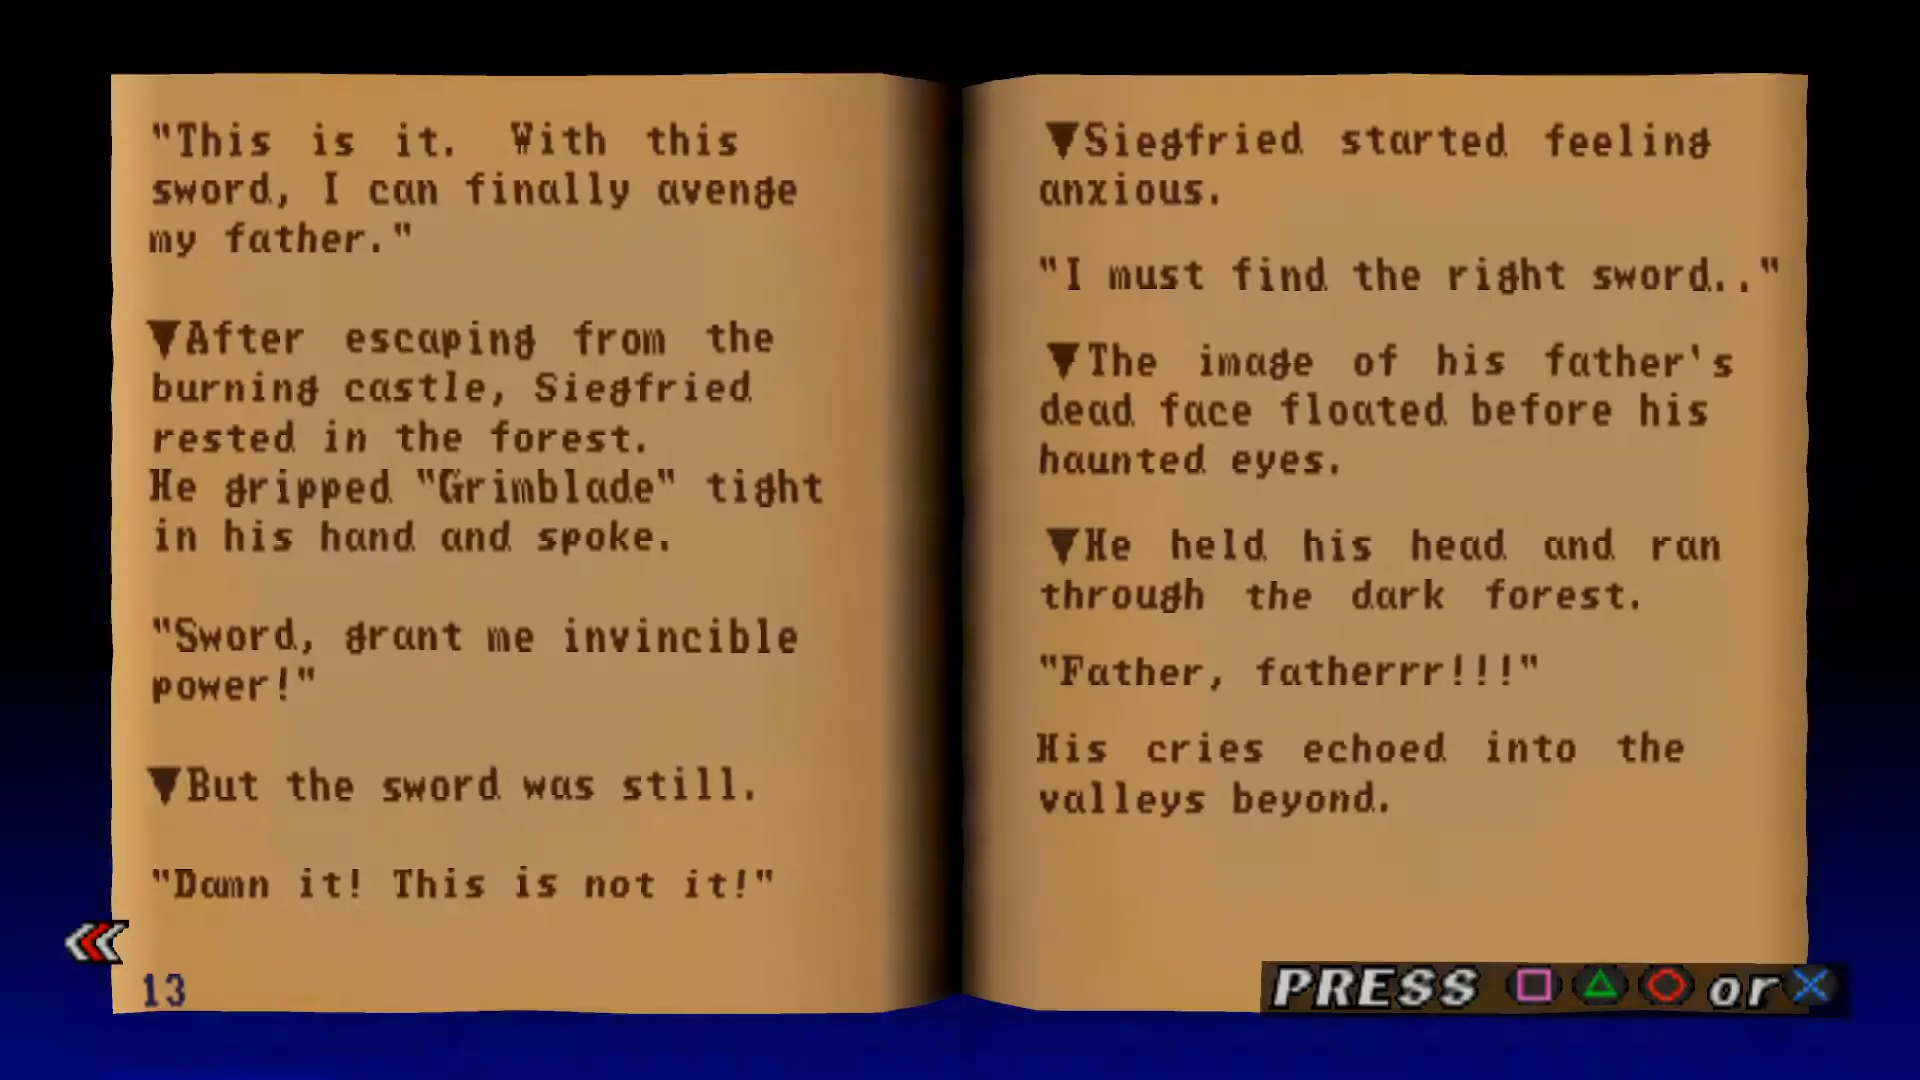 "This is it. With this
sword, I can finally avenge
my father."
▼After escaping from the
burning castle, Siegfried
rested in the forest.
He gripped "Grimblade" tight
in his hand and spoke.
"Sword, grant me invincible
power!"
▼But the sword was still.
"Damn it! This is not it!"
13
▼Siegfried started feeling
anxious.
"I must find the right sword.."
▼The image of his father's
dead face floated before his
haunted eyes.
▼He held his head and ran
through the dark forest.
"Father, fatherrr!!!"
His cries echoed into the
valleys beyond.
PRESS □ △ ○ or ✕